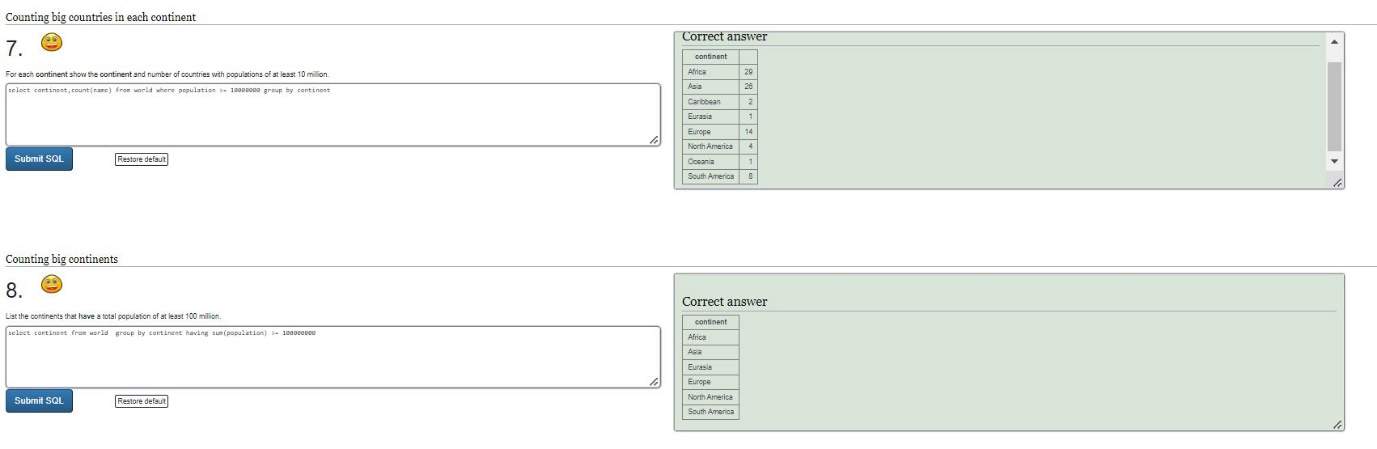 Counting big countries in each continent
7.
For each continent show the continent and number of countries with populations of at least 10 million.
select continent,count(name) from world where population >= 10000000 group by continent
Submit SQL
Restore default
Correct answer
continent
Africa 29
Asia 26
Caribbean 2
Eurasia 1
Europe 14
North America 4
Oceania 1
South America 8
Counting big continents
8.
List the continents that have a total population of at least 100 million.
select continent from world group by continent having sum(population) >= 100000000
Submit SQL
Restore default
Correct answer
continent
Africa
Asia
Eurasia
Europe
North America
South America